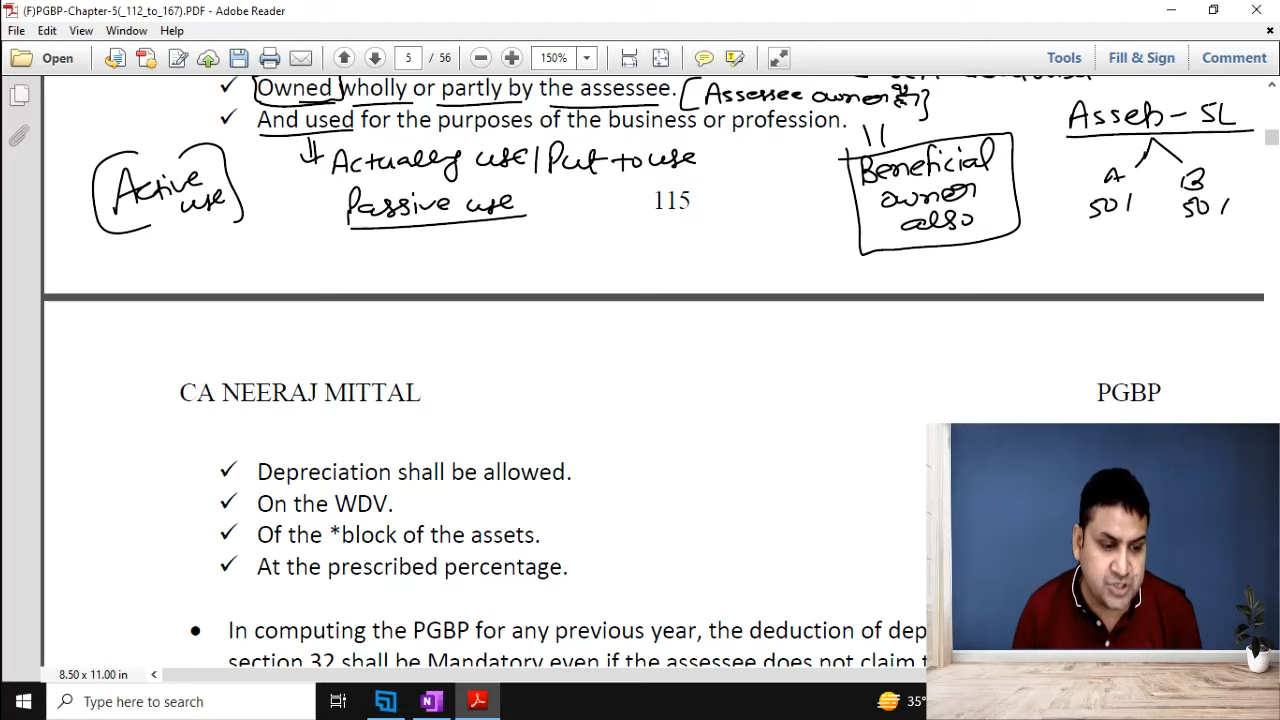 (F)PGBP-Chapter-5(_112_to_167).PDF - Adobe Reader
File Edit View Window Help
Open 5 / 56 150% Tools Fill & Sign Comment
✓ Owned wholly or partly by the assessee. [Assessee owner
Assets - 5L
✓ And used for the purposes of the business or profession.
Actually use / Put to use
Active use
Passive use
115
Beneficial
owner
also
A B
50% 50%
CA NEERAJ MITTAL PGBP
✓ Depreciation shall be allowed.
✓ On the WDV.
✓ Of the *block of the assets.
✓ At the prescribed percentage.
• In computing the PGBP for any previous year, the deduction of dep
section 32 shall be Mandatory even if the assessee does not claim t
8.50 x 11.00 in
Type here to search
35°